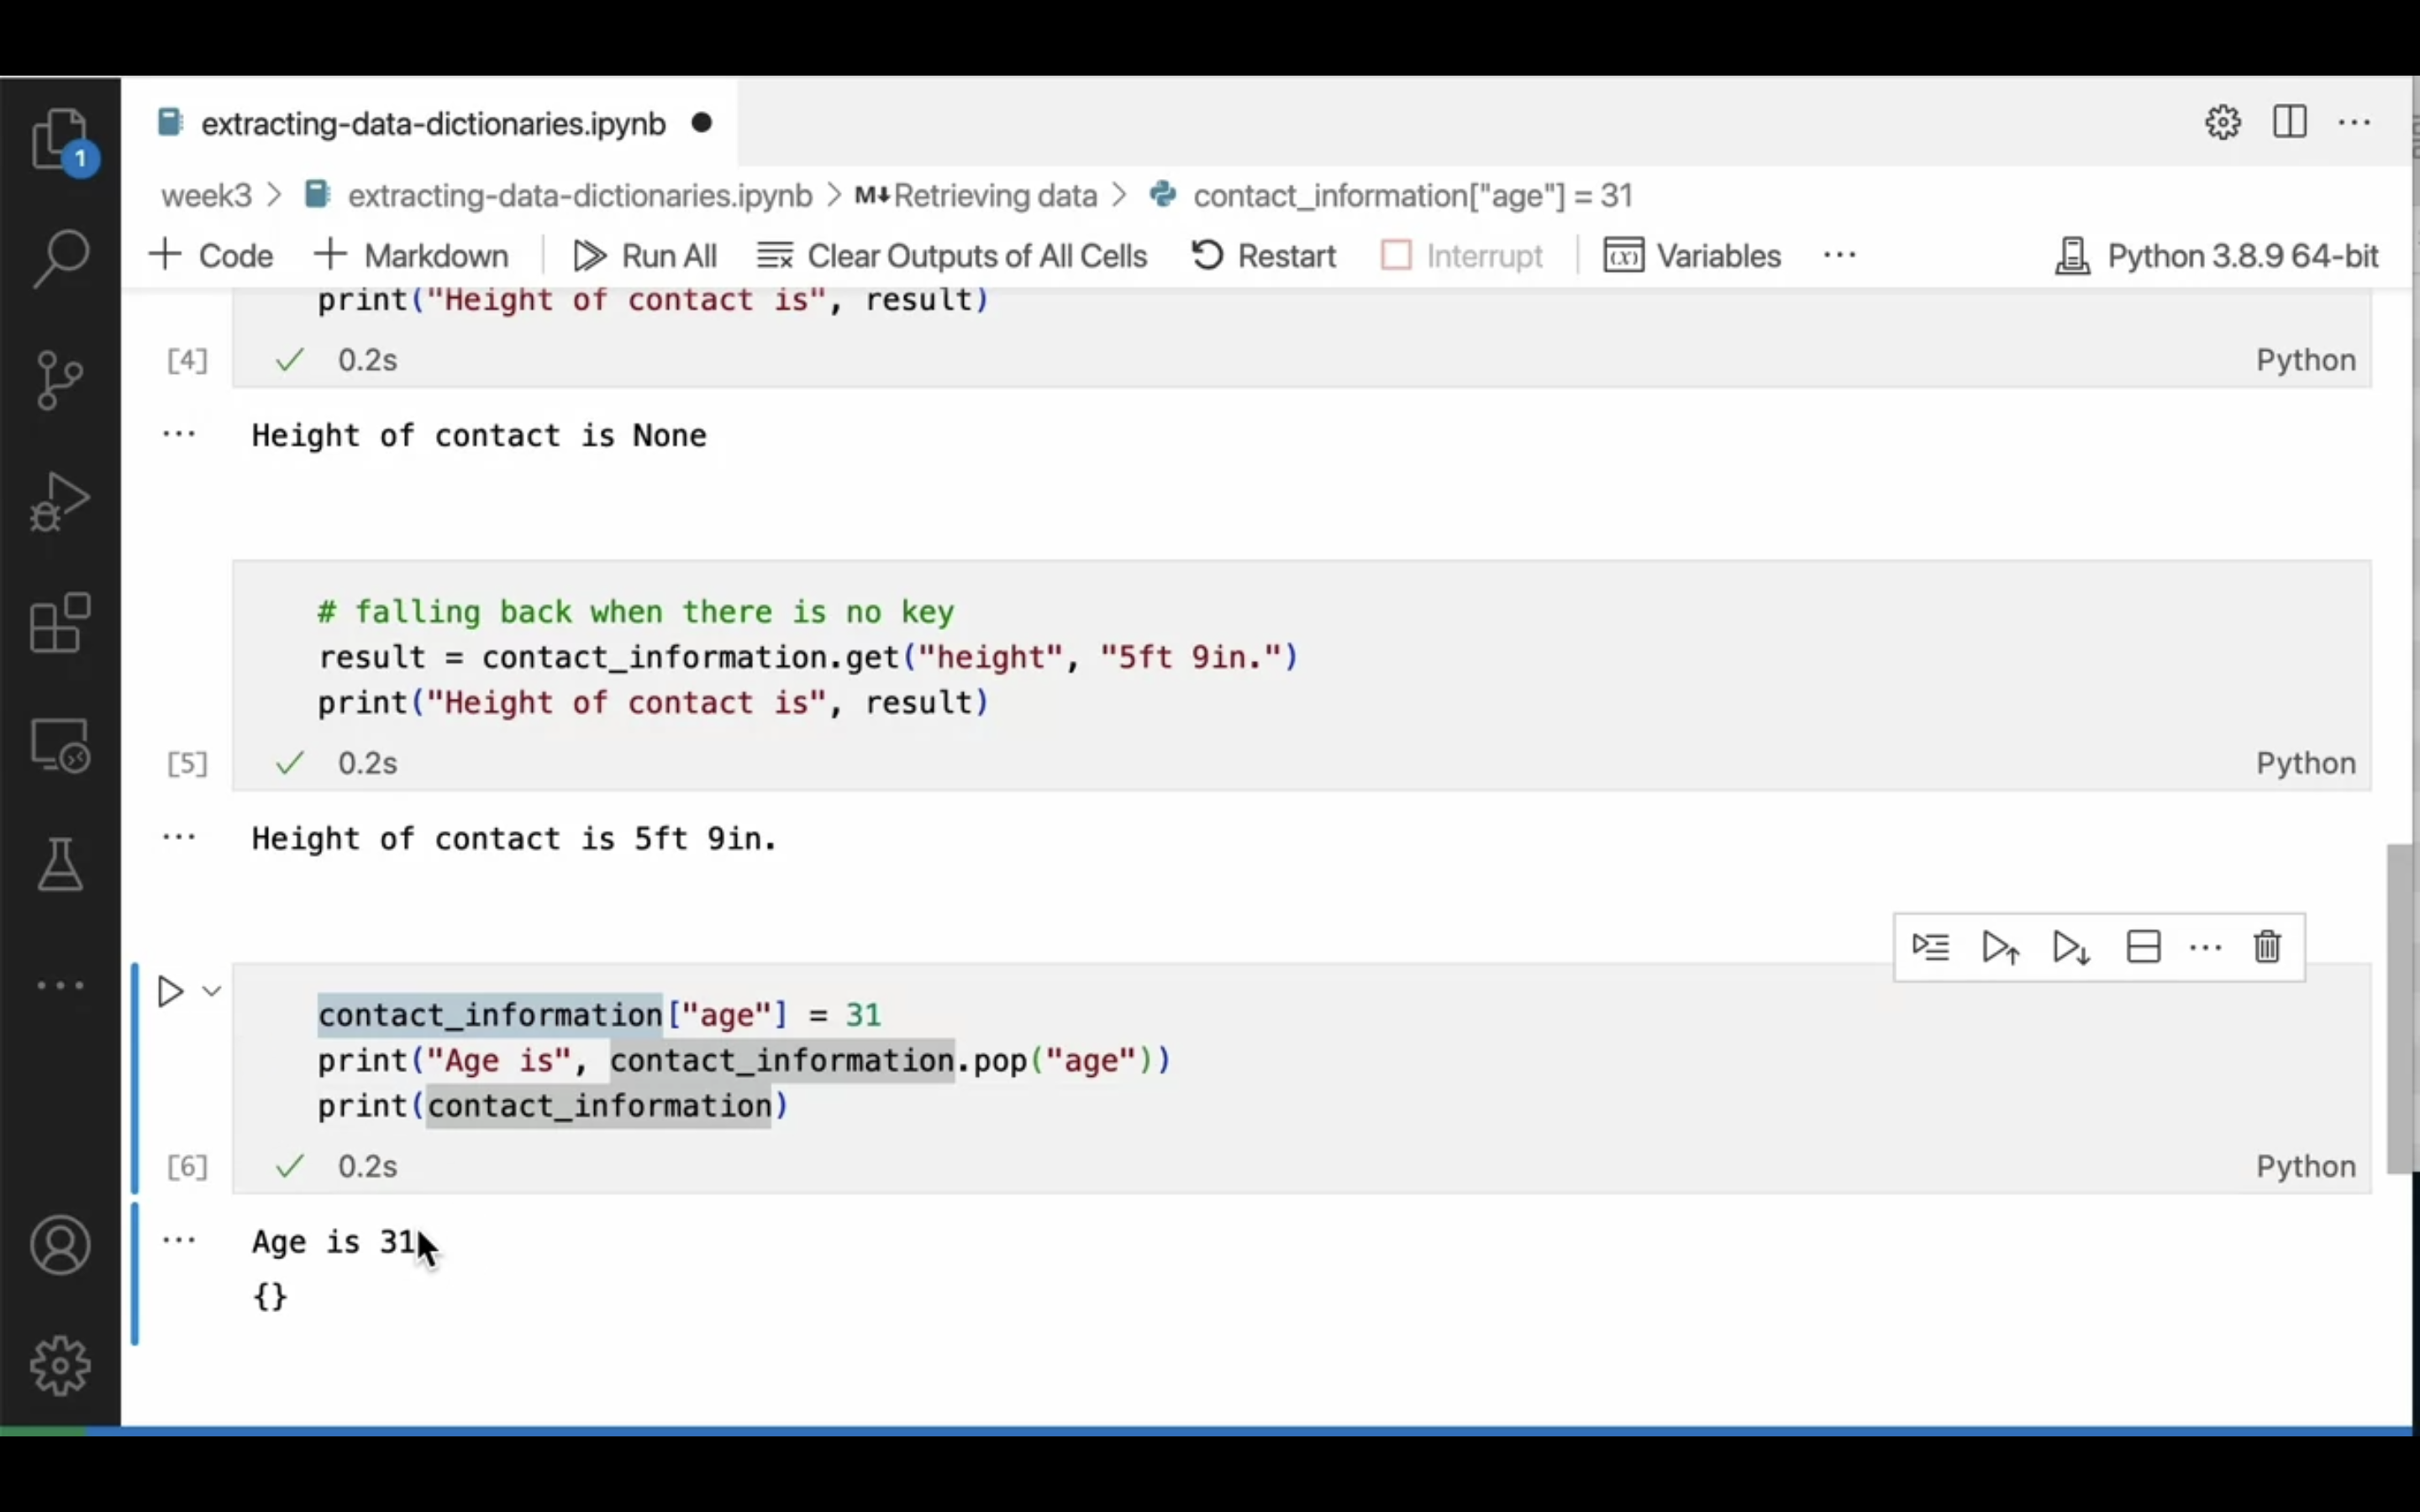 extracting-data-dictionaries.ipynb
1
week3 > extracting-data-dictionaries.ipynb > M↓Retrieving data > contact_information["age"] = 31
+ Code + Markdown Run All Clear Outputs of All Cells Restart Interrupt (x) Variables ... Python 3.8.9 64-bit
print("Height of contact is", result)
[4] ✓ 0.2s Python
... Height of contact is None
# falling back when there is no key
result = contact_information.get("height", "5ft 9in.")
print("Height of contact is", result)
[5] ✓ 0.2s Python
... Height of contact is 5ft 9in.
contact_information["age"] = 31
print("Age is", contact_information.pop("age"))
print(contact_information)
[6] ✓ 0.2s Python
... Age is 31
{}